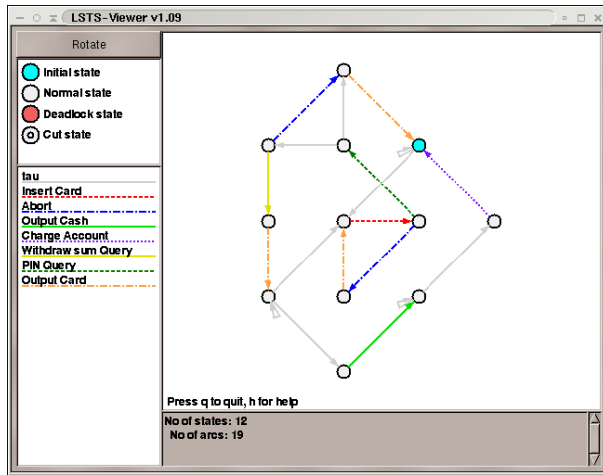 LSTS-Viewer v1.09
Rotate
Initial state
Normal state
Deadlock state
Cut state
tau
Insert Card
Abort
Output Cash
Charge Account
Withdraw sum Query
PIN Query
Output Card
Press q to quit, h for help
No of states: 12
No of arcs: 19